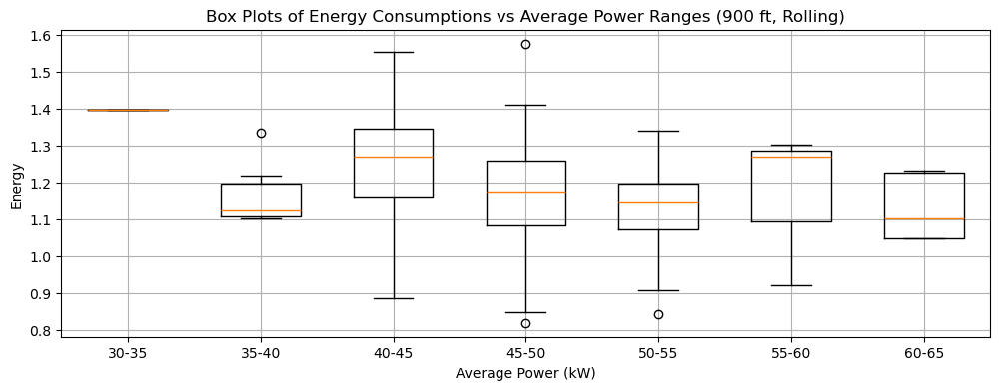 Box Plots of Energy Consumptions vs Average Power Ranges (900 ft, Rolling)
1.6
1.5
1.4
1.3
1.2
1.1
1.0
0.9
0.8
Energy
30-35 35-40 40-45 45-50 50-55 55-60 60-65
Average Power (kW)